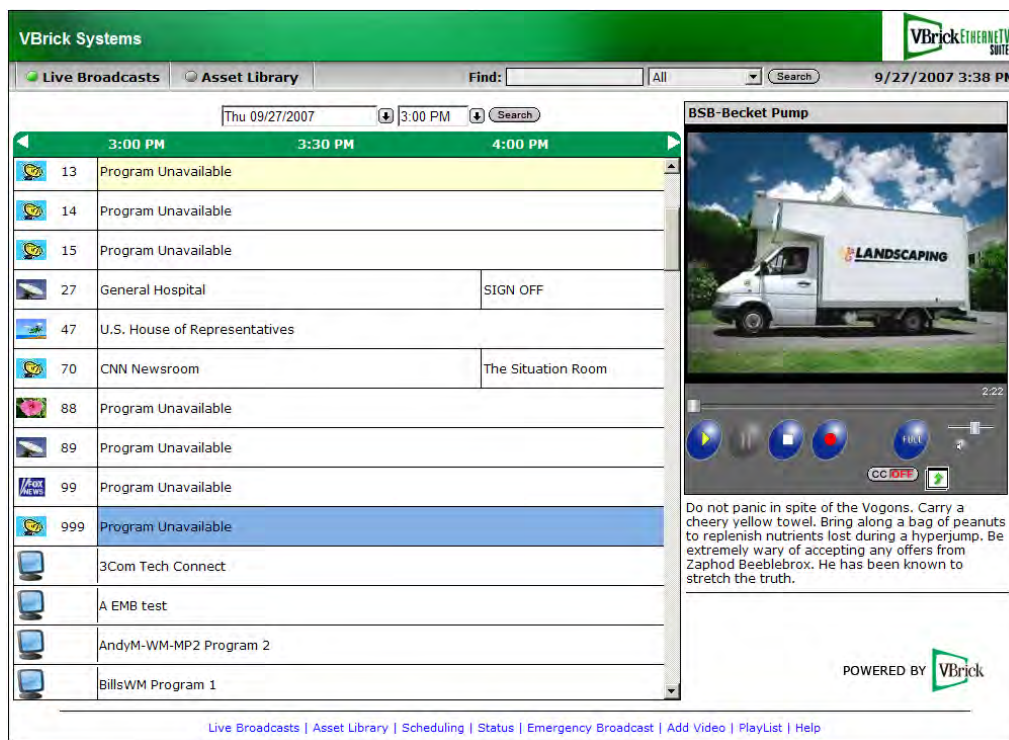 VBrick Systems
VBrick ETHERNETV
SUITE
Live Broadcasts Asset Library Find: All Search 9/27/2007 3:38 PM
Thu 09/27/2007 3:00 PM Search
3:00 PM 3:30 PM 4:00 PM
13 Program Unavailable
14 Program Unavailable
15 Program Unavailable
27 General Hospital SIGN OFF
47 U.S. House of Representatives
70 CNN Newsroom The Situation Room
88 Program Unavailable
89 Program Unavailable
FOX
NEWS
99 Program Unavailable
999 Program Unavailable
3Com Tech Connect
A EMB test
AndyM-WM-MP2 Program 2
BillsWM Program 1
BSB-Becket Pump
LANDSCAPING
2:22
FULL
CC OFF
Do not panic in spite of the Vogons. Carry a
cheery yellow towel. Bring along a bag of peanuts
to replenish nutrients lost during a hyperjump. Be
extremely wary of accepting any offers from
Zaphod Beeblebrox. He has been known to
stretch the truth.
POWERED BY VBrick
Live Broadcasts | Asset Library | Scheduling | Status | Emergency Broadcast | Add Video | PlayList | Help